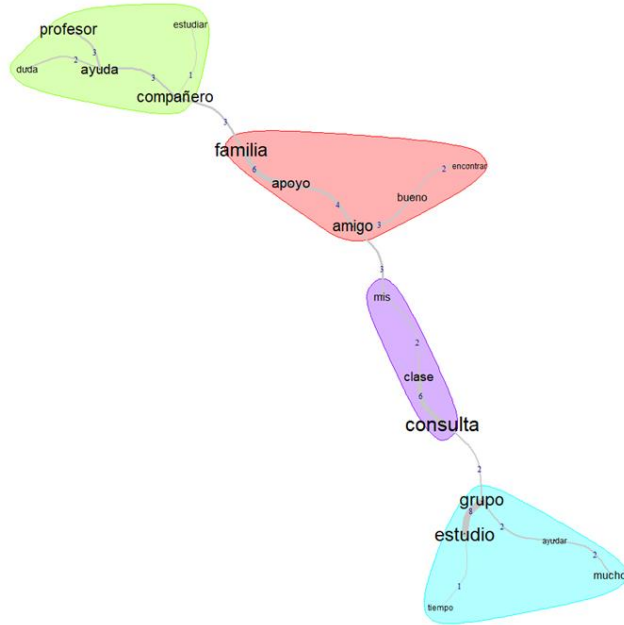 profesor
estudiar
3
duda
2
ayuda
3
1
compañero
3
familia
6
apoyo
2
encontrar
bueno
4
amigo
3
3
mis
2
clase
6
consulta
2
grupo
8
estudio
2
ayudar
2
mucho
1
tiempo